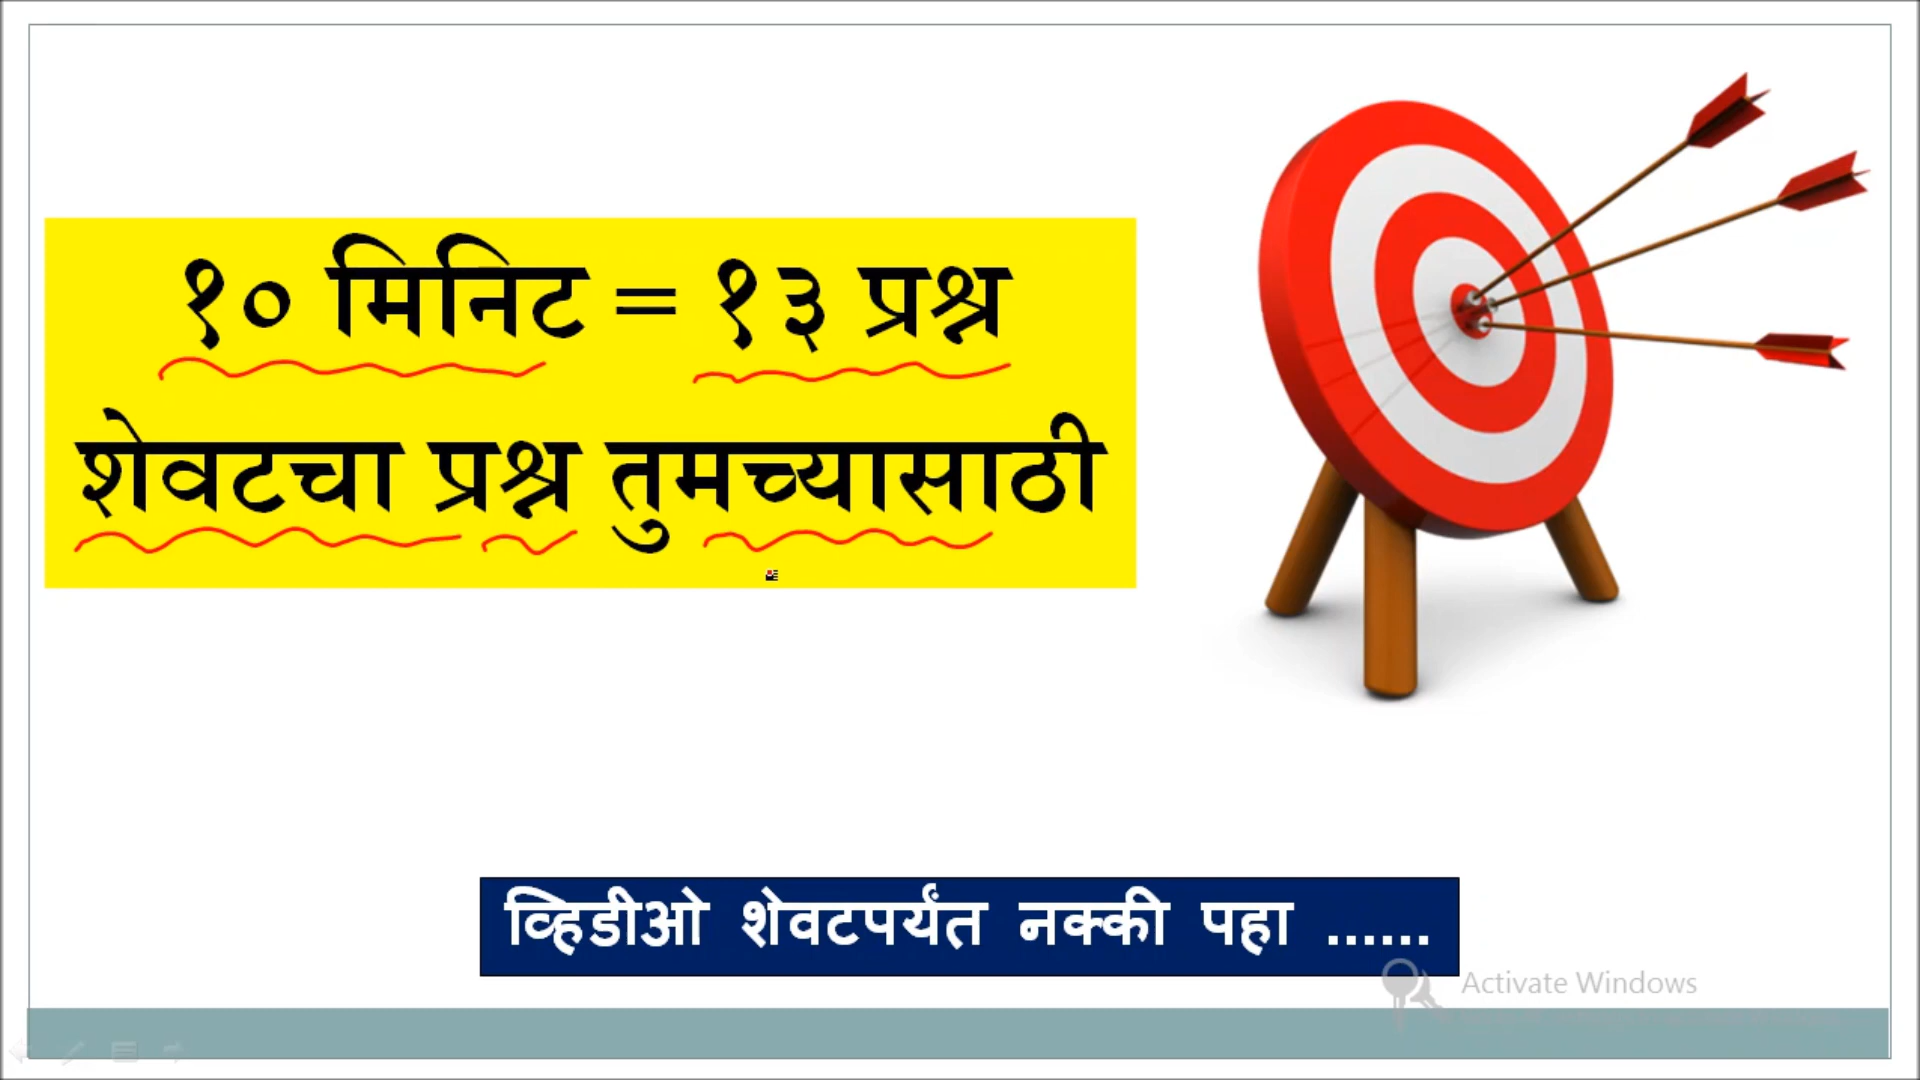 १० मिनिट = १३ प्रश्न
शेवटचा प्रश्न तुमच्यासाठी
व्हिडीओ शेवटपर्यंत नक्की पहा ......
Activate Windows